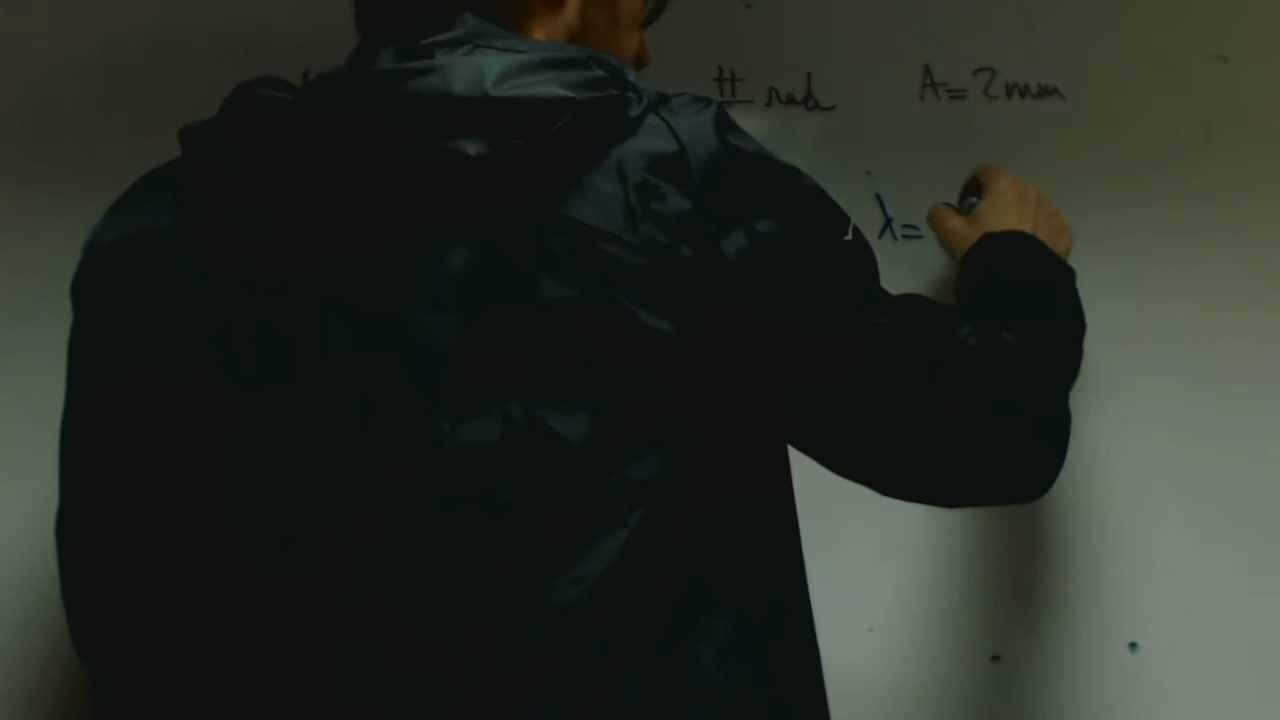 π rad A = 2mm
λ =